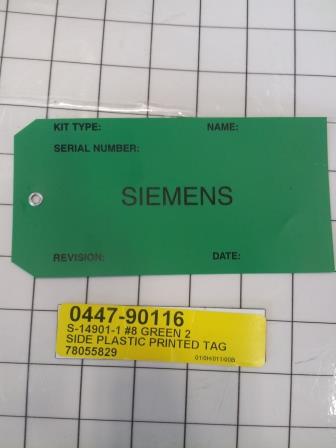 KIT TYPE: NAME:
SERIAL NUMBER:
SIEMENS
REVISION: DATE:
0447-90116
S-14901-1 #8 GREEN 2
SIDE PLASTIC PRINTED TAG
78055829